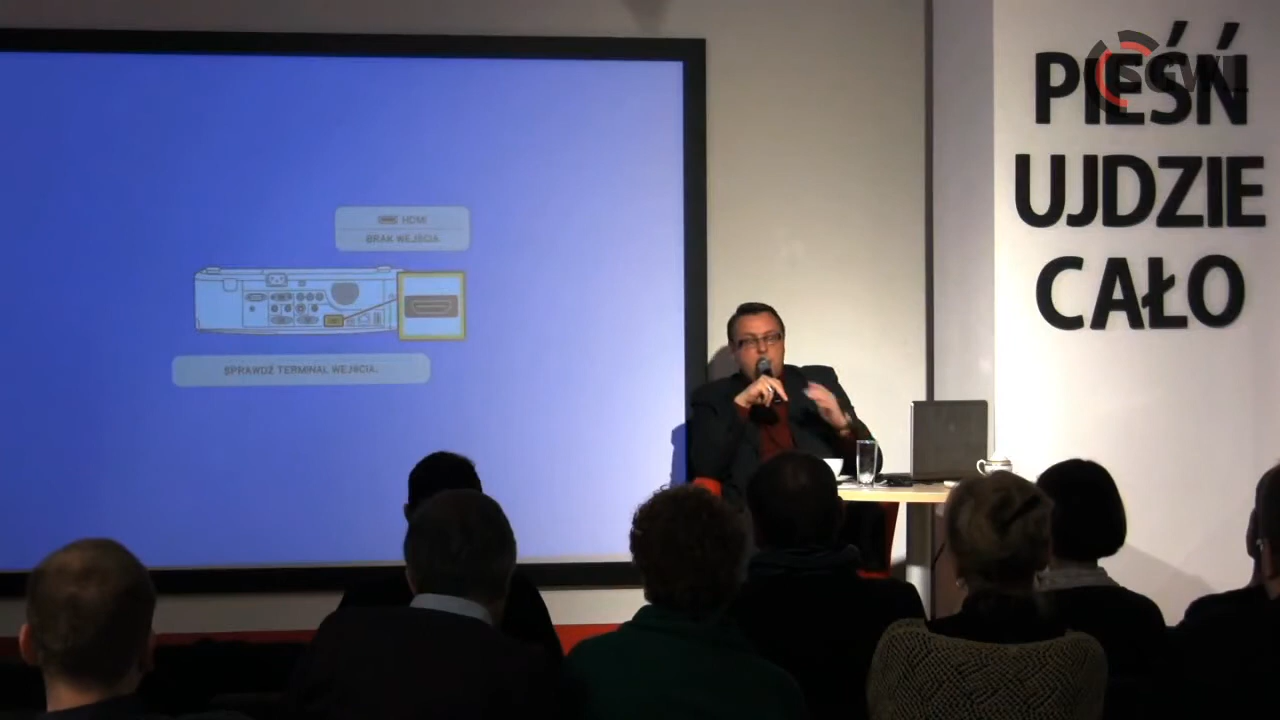 HDMI
BRAK WEJŚCIA.
SPRAWDŹ TERMINAL WEJŚCIA.
PIEŚŃ
UJDZIE
CAŁO